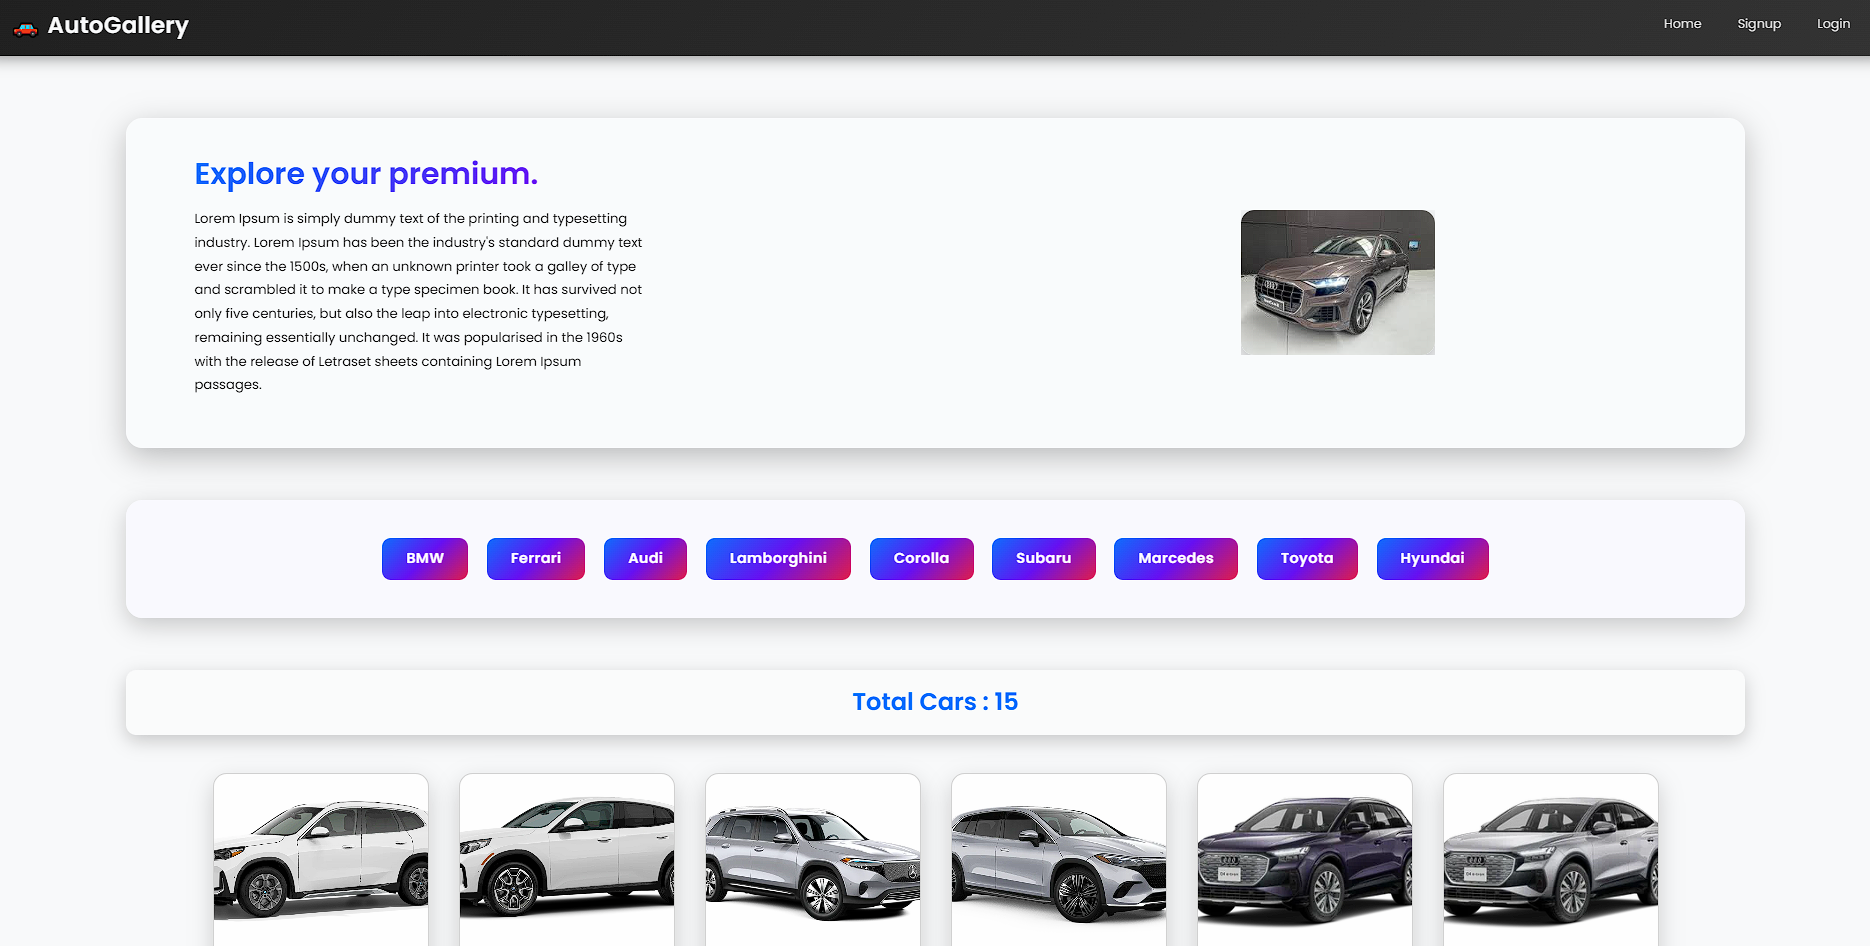 AutoGallery
Home
Signup
Login
Explore your premium.
Lorem Ipsum is simply dummy text of the printing and typesetting
industry. Lorem Ipsum has been the industry's standard dummy text
ever since the 1500s, when an unknown printer took a galley of type
and scrambled it to make a type specimen book. It has survived not
only five centuries, but also the leap into electronic typesetting,
remaining essentially unchanged. It was popularised in the 1960s
with the release of Letraset sheets containing Lorem Ipsum
passages.
BMW
Ferrari
Audi
Lamborghini
Corolla
Subaru
Marcedes
Toyota
Hyundai
Total Cars : 15